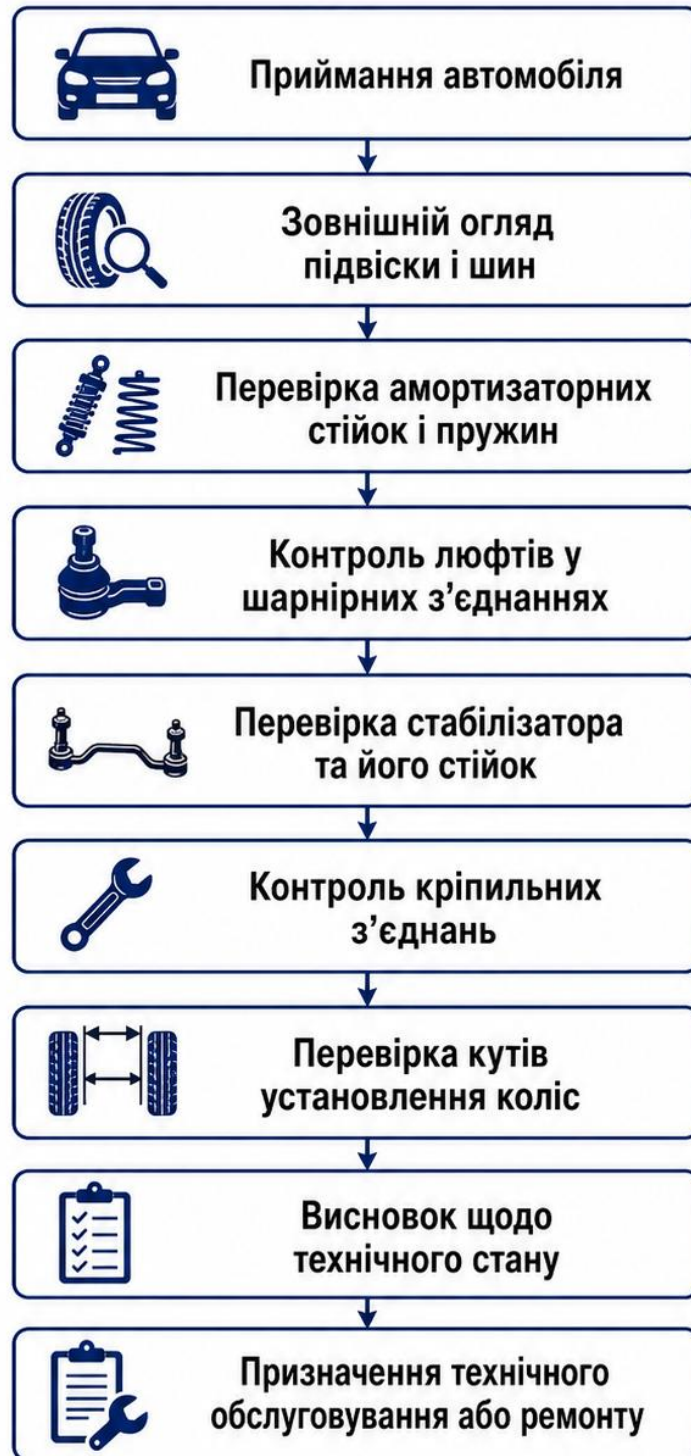 Приймання автомобіля
Зовнішній огляд
підвіски і шин
Перевірка амортизаторних
стійок і пружин
Контроль люфтів у
шарнірних з’єднаннях
Перевірка стабілізатора
та його стійок
Контроль кріпильних
з’єднань
Перевірка кутів
установлення коліс
Висновок щодо
технічного стану
Призначення технічного
обслуговування або ремонту